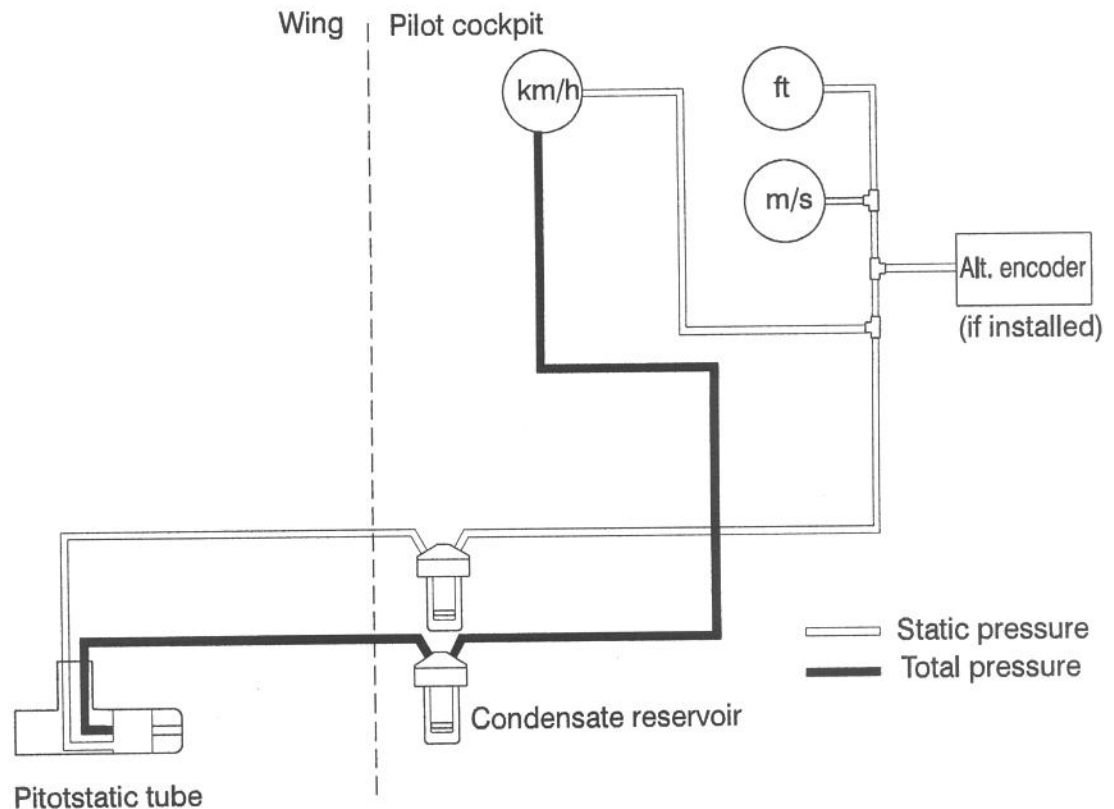 Wing
Pilot cockpit
km/h
ft
m/s
Alt. encoder
(if installed)
Static pressure
Total pressure
Condensate reservoir
Pitotstatic tube